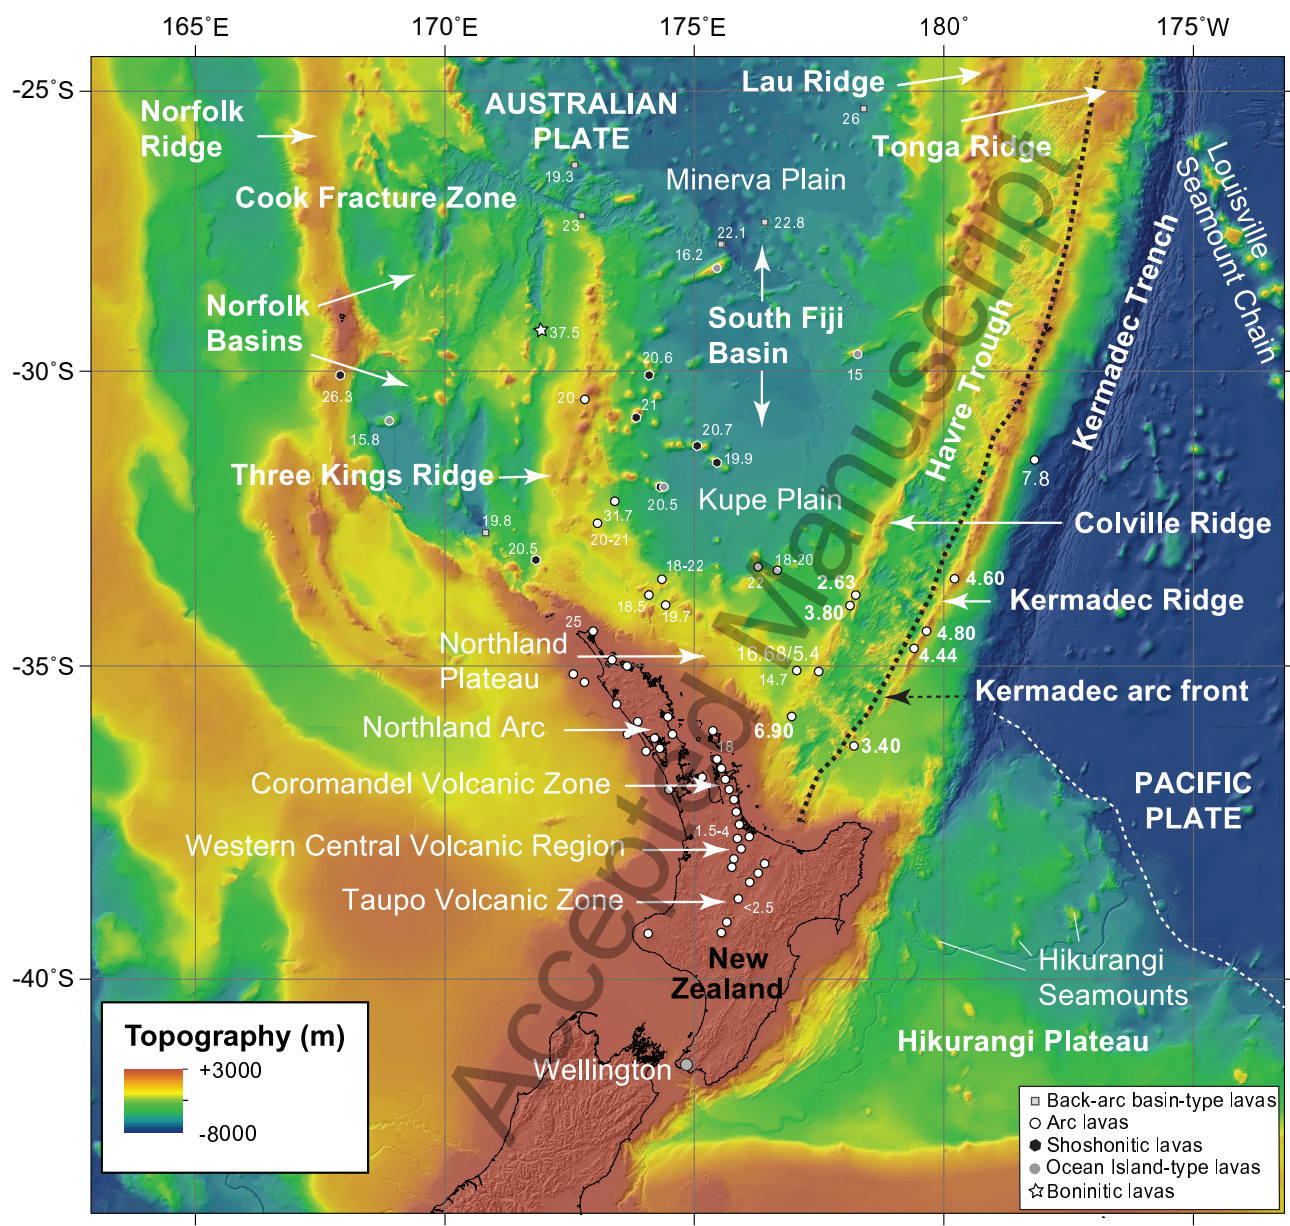 165°E
170°E
175°E
180°
175°W
-25°S
-30°S
-35°S
-40°S
Norfolk
Ridge
AUSTRALIAN
PLATE
Lau Ridge
26
Tonga Ridge
19.3
Minerva Plain
Cook Fracture Zone
23
22.1
22.8
16.2
Louisville
Seamount Chain
Kermadec Trench
Havre Trough
Norfolk
Basins
South Fiji
Basin
37.5
20.6
15
26.3
20
21
15.8
20.7
19.9
Three Kings Ridge
20.5
Kupe Plain
7.8
31.7
20-21
19.8
20.5
Colville Ridge
18-22
18-20
22
2.63
4.60
18.5
19.7
3.80
Kermadec Ridge
25
4.80
4.44
Northland
Plateau
16.68/5.4
14.7
Kermadec arc front
Northland Arc
6.90
18
3.40
Coromandel Volcanic Zone
PACIFIC
PLATE
1.5-4
Western Central Volcanic Region
Taupo Volcanic Zone
<2.5
New
Zealand
Hikurangi
Seamounts
Hikurangi Plateau
Wellington
Topography (m)
+3000
-8000
Back-arc basin-type lavas
Arc lavas
Shoshonitic lavas
Ocean Island-type lavas
Boninitic lavas
Accepted Manuscript